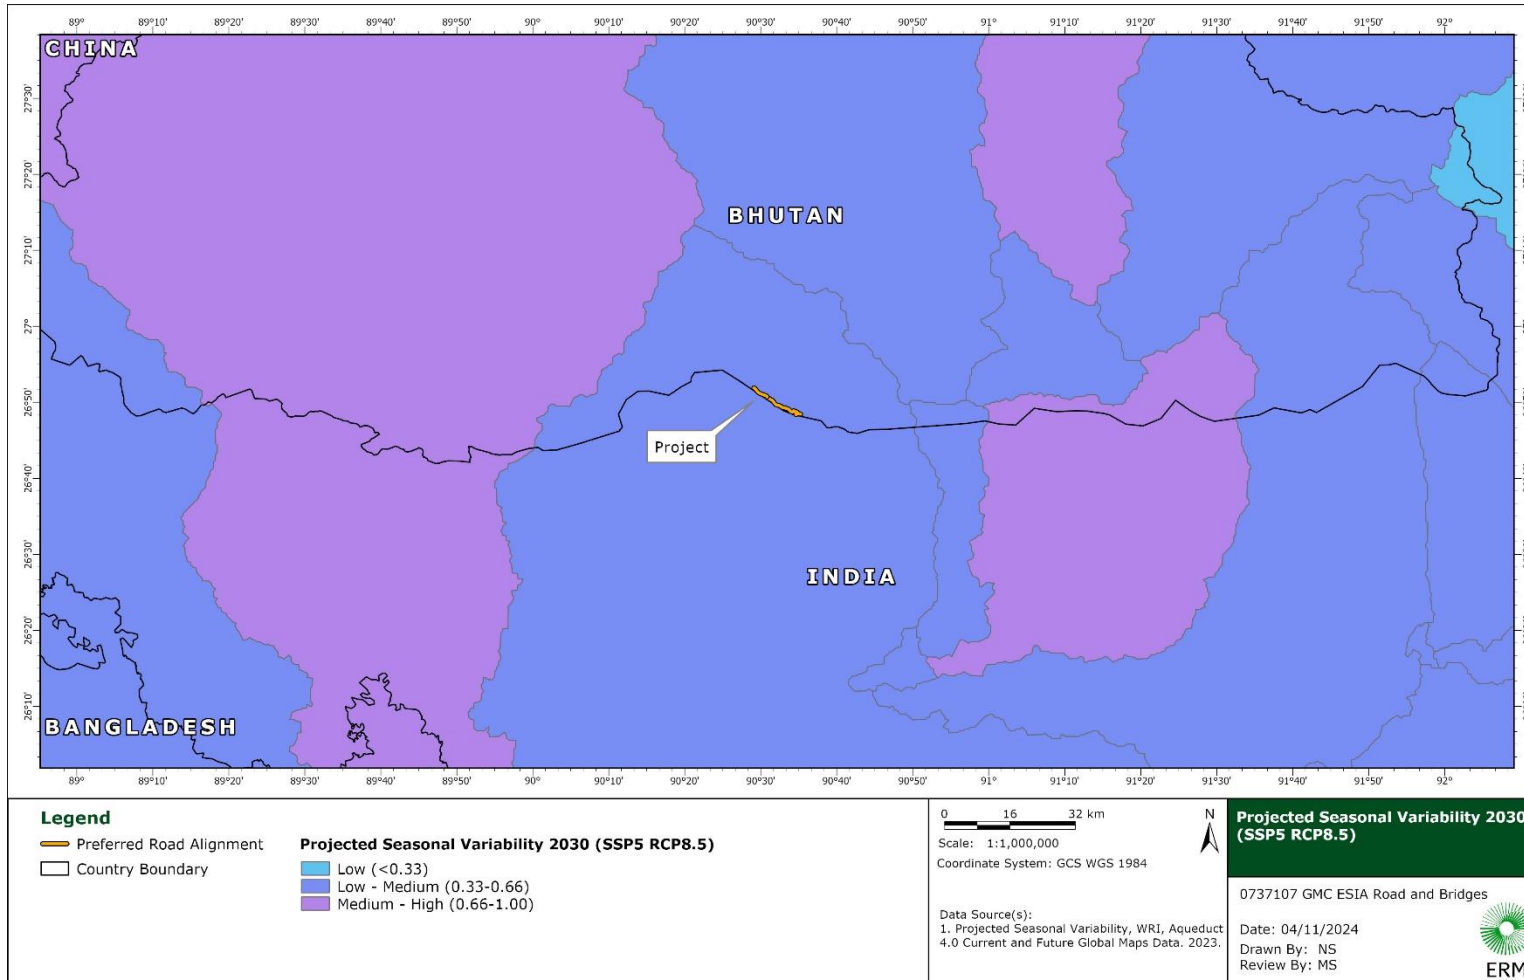 89° 89°10' 89°20' 89°30' 89°40' 89°50' 90° 90°10' 90°20' 90°30' 90°40' 90°50' 91° 91°10' 91°20' 91°30' 91°40' 91°50' 92°
CHINA
27°30'
27°20'
BHUTAN
27°10'
27°
26°50'
Project
26°40'
26°30'
INDIA
26°20'
26°10'
BANGLADESH
89° 89°10' 89°20' 89°30' 89°40' 89°50' 90° 90°10' 90°20' 90°30' 90°40' 90°50' 91° 91°10' 91°20' 91°30' 91°40' 91°50' 92°
Legend
Preferred Road Alignment
Country Boundary
Projected Seasonal Variability 2030 (SSP5 RCP8.5)
Low (<0.33)
Low - Medium (0.33-0.66)
Medium - High (0.66-1.00)
0 16 32 km
N
Scale: 1:1,000,000
Coordinate System: GCS WGS 1984
Data Source(s):
1. Projected Seasonal Variability, WRI, Aqueduct
4.0 Current and Future Global Maps Data. 2023.
Projected Seasonal Variability 2030
(SSP5 RCP8.5)
0737107 GMC ESIA Road and Bridges
Date: 04/11/2024
Drawn By: NS
Review By: MS
ERM